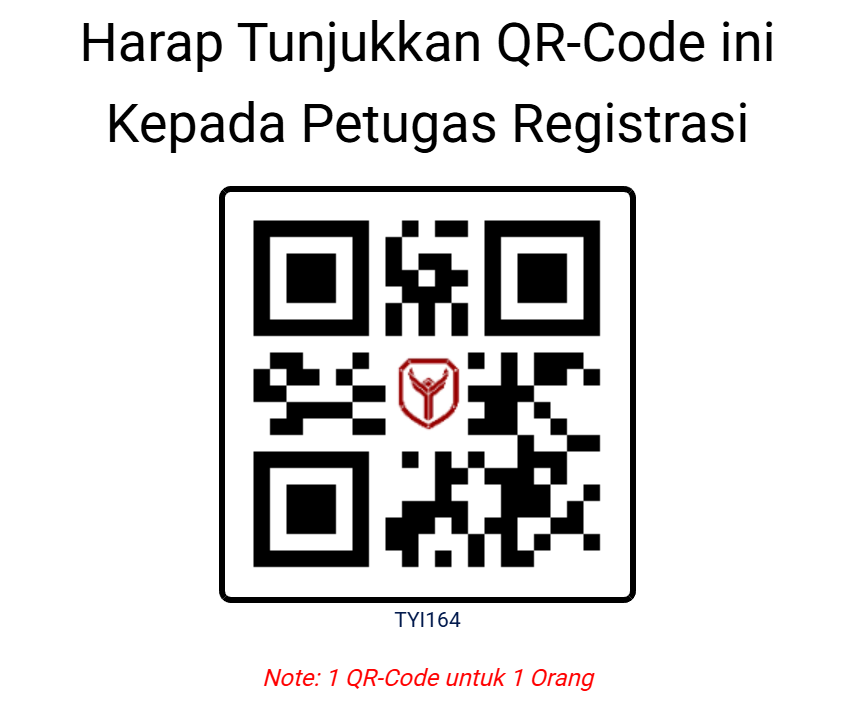 Harap Tunjukkan QR-Code ini
Kepada Petugas Registrasi
TYI164
Note: 1 QR-Code untuk 1 Orang